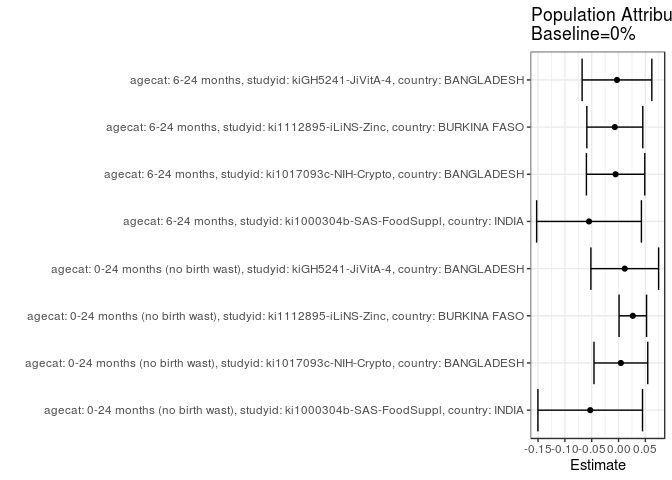 Population Attribu
Baseline=0%
agecat: 6-24 months, studyid: kiGH5241-JiVitA-4, country: BANGLADESH
agecat: 6-24 months, studyid: ki1112895-iLiNS-Zinc, country: BURKINA FASO
agecat: 6-24 months, studyid: ki1017093c-NIH-Crypto, country: BANGLADESH
agecat: 6-24 months, studyid: ki1000304b-SAS-FoodSuppl, country: INDIA
agecat: 0-24 months (no birth wast), studyid: kiGH5241-JiVitA-4, country: BANGLADESH
agecat: 0-24 months (no birth wast), studyid: ki1112895-iLiNS-Zinc, country: BURKINA FASO
agecat: 0-24 months (no birth wast), studyid: ki1017093c-NIH-Crypto, country: BANGLADESH
agecat: 0-24 months (no birth wast), studyid: ki1000304b-SAS-FoodSuppl, country: INDIA
-0.15 -0.10 -0.05 0.00 0.05
Estimate